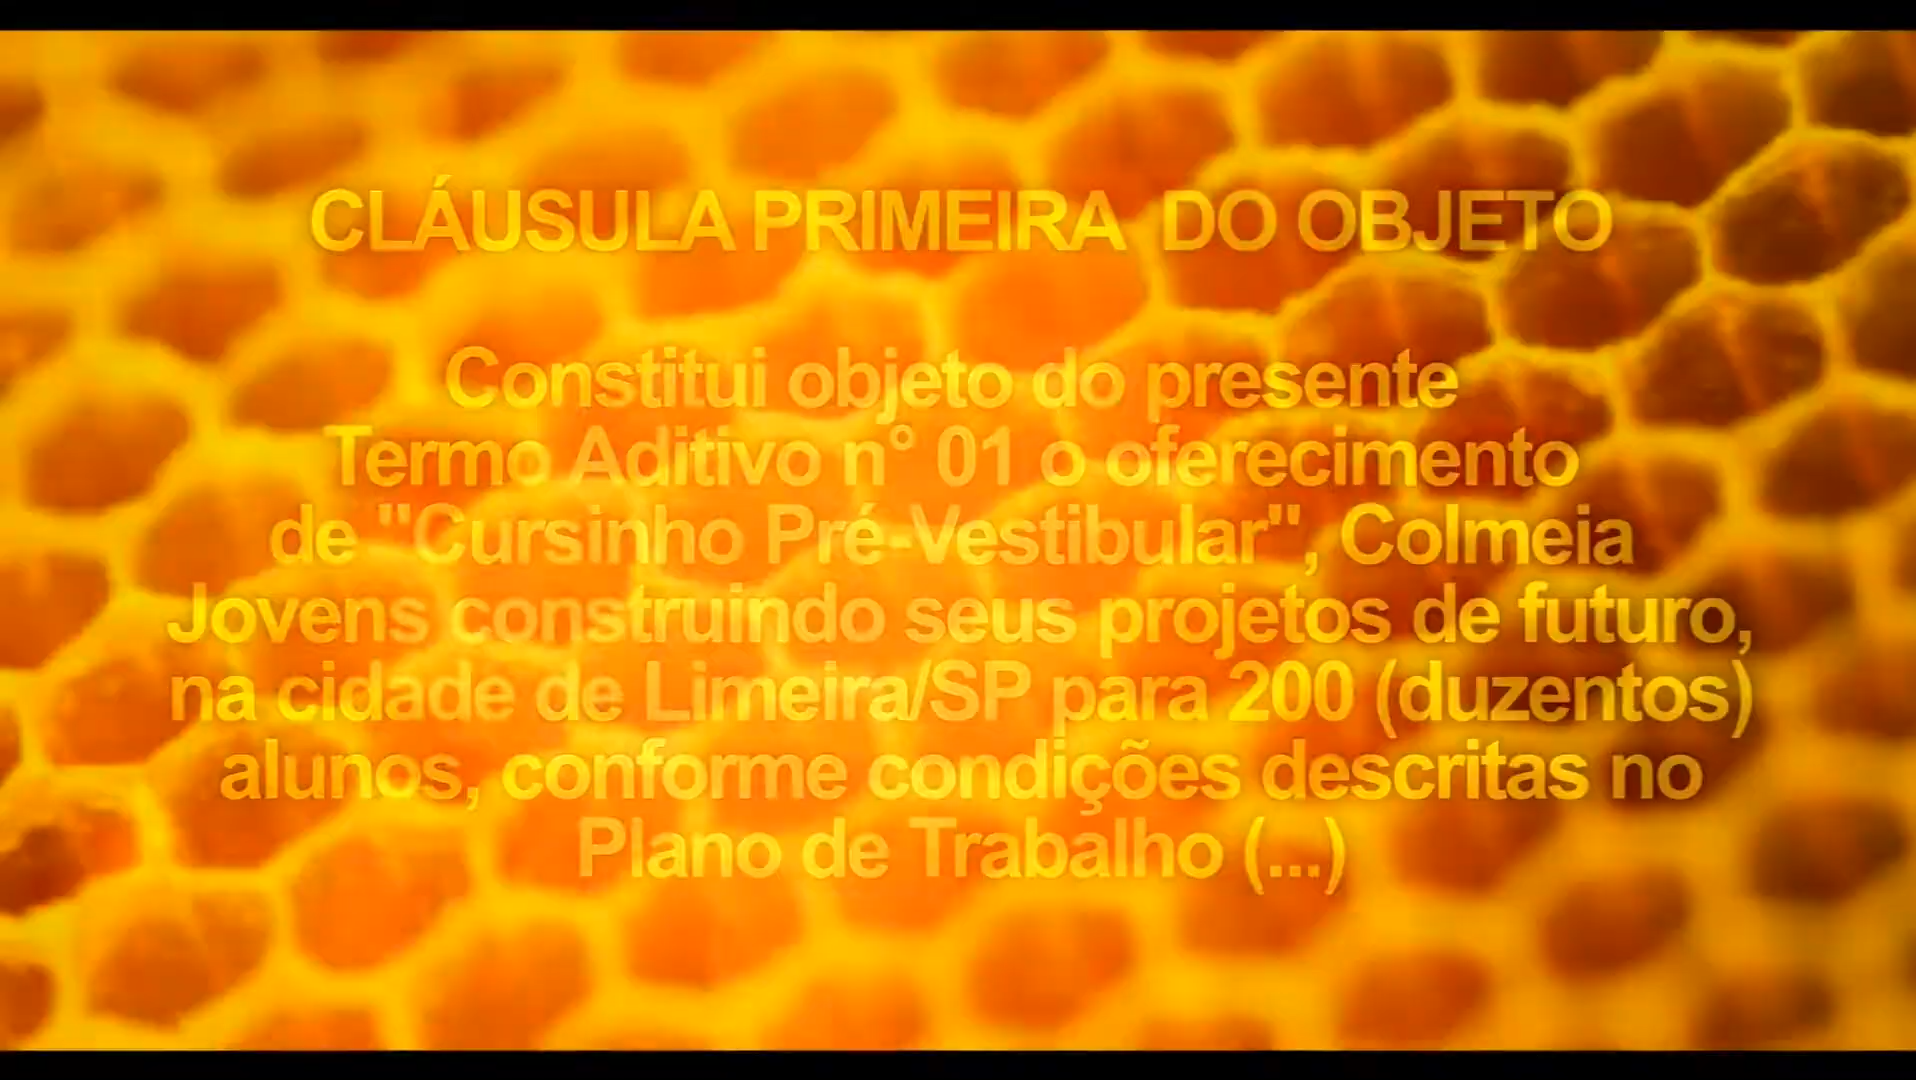 CLÁUSULA PRIMEIRA DO OBJETO
Constitui objeto do presente
Termo Aditivo n° 01 o oferecimento
de "Cursinho Pré-Vestibular", Colmeia
Jovens construindo seus projetos de futuro,
na cidade de Limeira/SP para 200 (duzentos)
alunos, conforme condições descritas no
Plano de Trabalho (...)